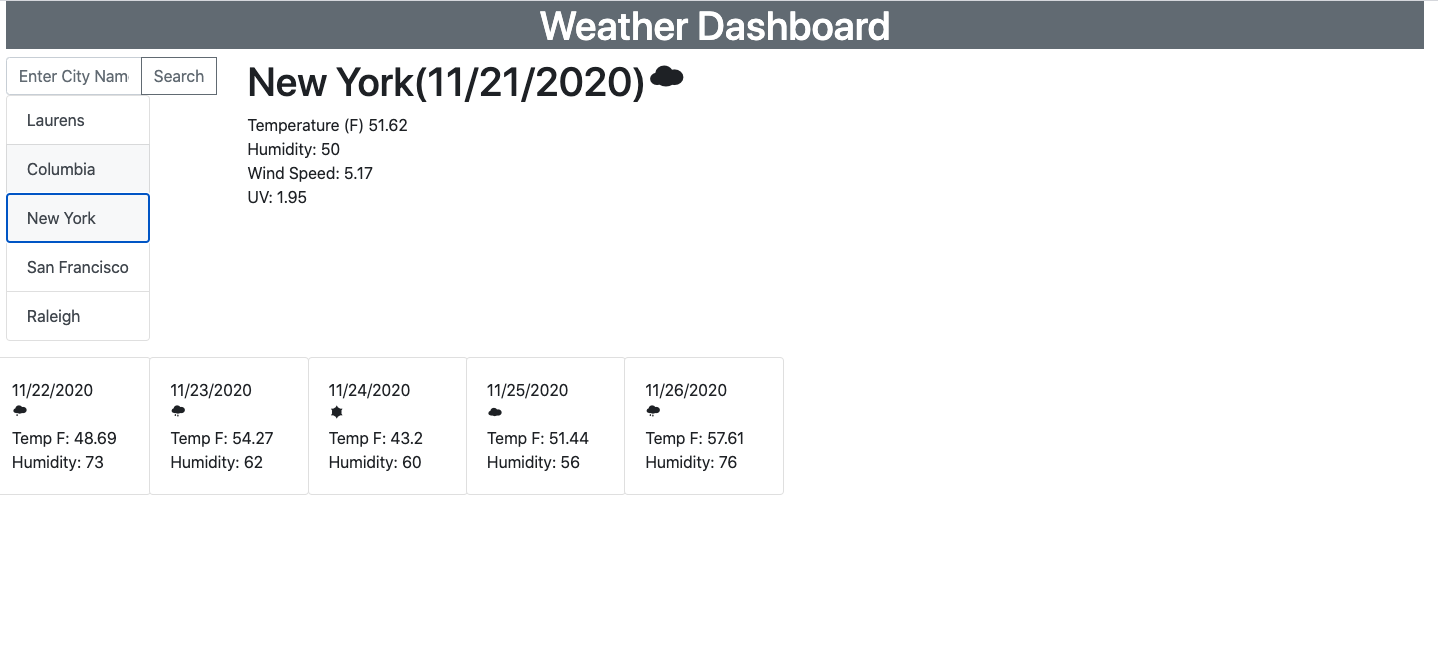 Weather Dashboard
Enter City Nam
Search
Laurens
Columbia
New York
San Francisco
Raleigh
New York(11/21/2020)
Temperature (F) 51.62
Humidity: 50
Wind Speed: 5.17
UV: 1.95
11/22/2020
Temp F: 48.69
Humidity: 73
11/23/2020
Temp F: 54.27
Humidity: 62
11/24/2020
Temp F: 43.2
Humidity: 60
11/25/2020
Temp F: 51.44
Humidity: 56
11/26/2020
Temp F: 57.61
Humidity: 76